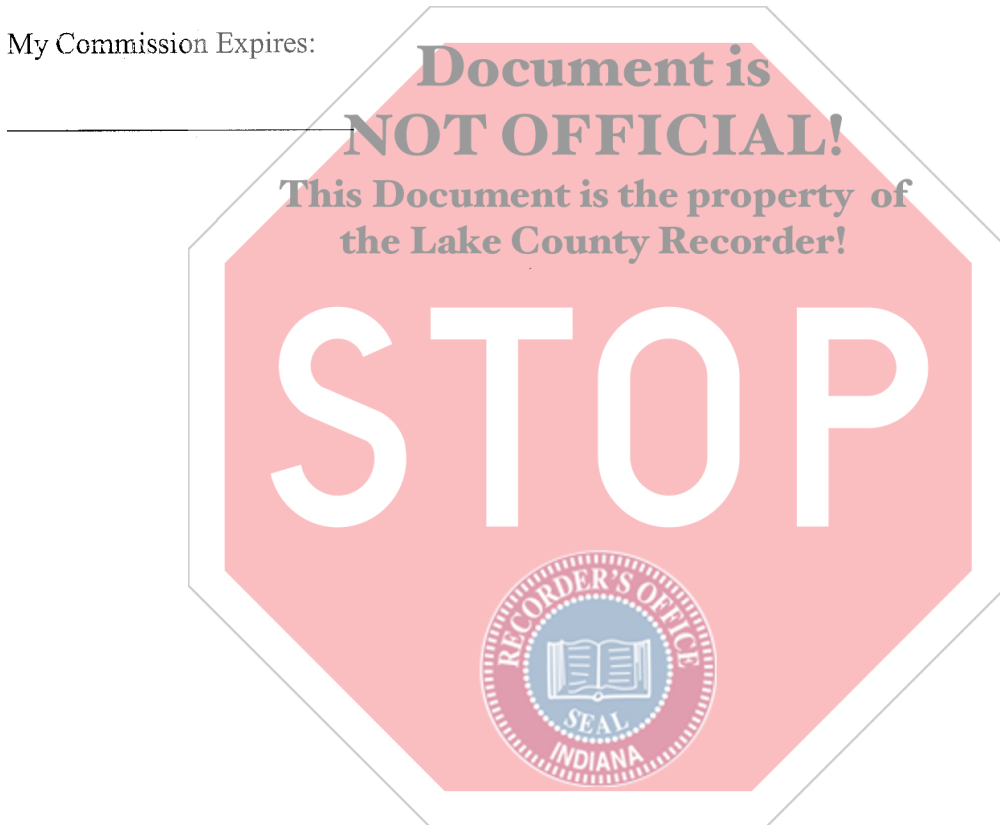 My Commission Expires:
Document is
NOT OFFICIAL!
This Document is the property of
the Lake County Recorder!
STOP
RECORDER'S OFFICE
SEAL
INDIANA